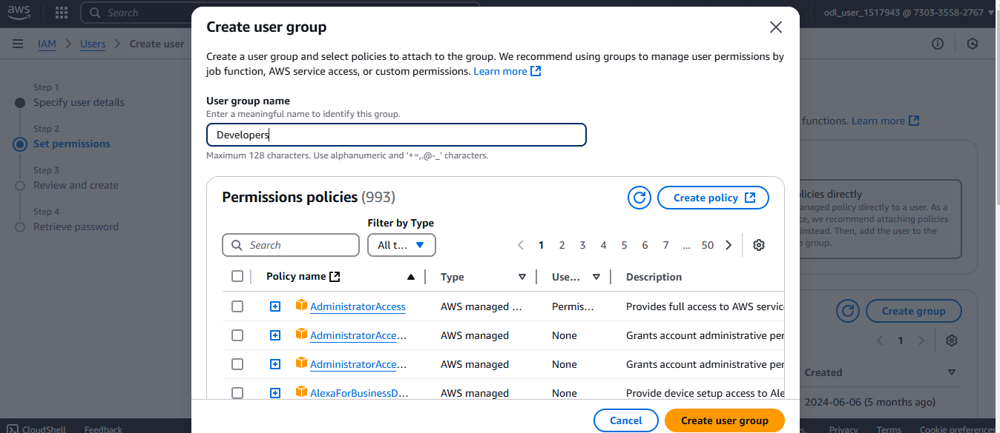 aws
Search
odl_user_1517943 @ 7303-3558-2767
IAM
Users
Create user
Step 1
Specify user details
Step 2
Set permissions
Step 3
Review and create
Step 4
Retrieve password
Create user group
Create a user group and select policies to attach to the group. We recommend using groups to manage user permissions by
job function, AWS service access, or custom permissions. Learn more
User group name
Enter a meaningful name to identify this group.
Developers
Maximum 128 characters. Use alphanumeric and '+=,.@-_' characters.
Permissions policies (993)
Create policy
Filter by Type
Search
All t...
1 2 3 4 5 6 7 ... 50
Policy name Type Use... Description
AdministratorAccess AWS managed ... Permis... Provides full access to AWS servic
AdministratorAcce... AWS managed None Grants account administrative per
AdministratorAcce... AWS managed None Grants account administrative per
AlexaForBusinessD... AWS managed None Provide device setup access to Ale
Cancel
Create user group
functions. Learn more
licies directly
anaged policy directly to a user. As a
ce, we recommend attaching policies
instead. Then, add the user to the
e group.
Create group
1
Created
2024-06-06 (5 months ago)
CloudShell Feedback
s. Privacy Terms Cookie preferences